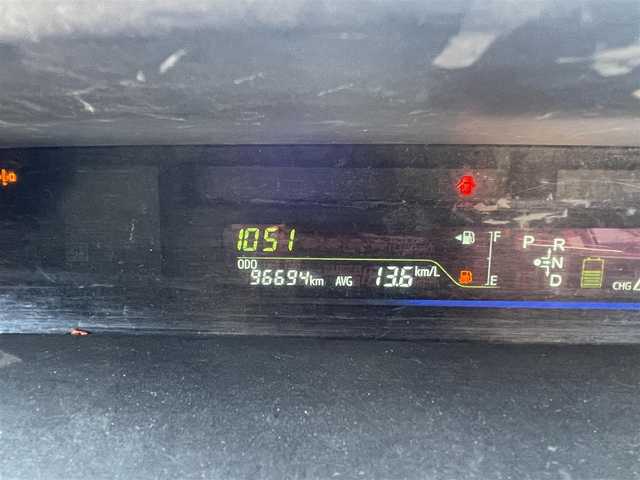 1051
F
P R
ODO
N
96694km AVG 13.6km/L
E
D
CHG